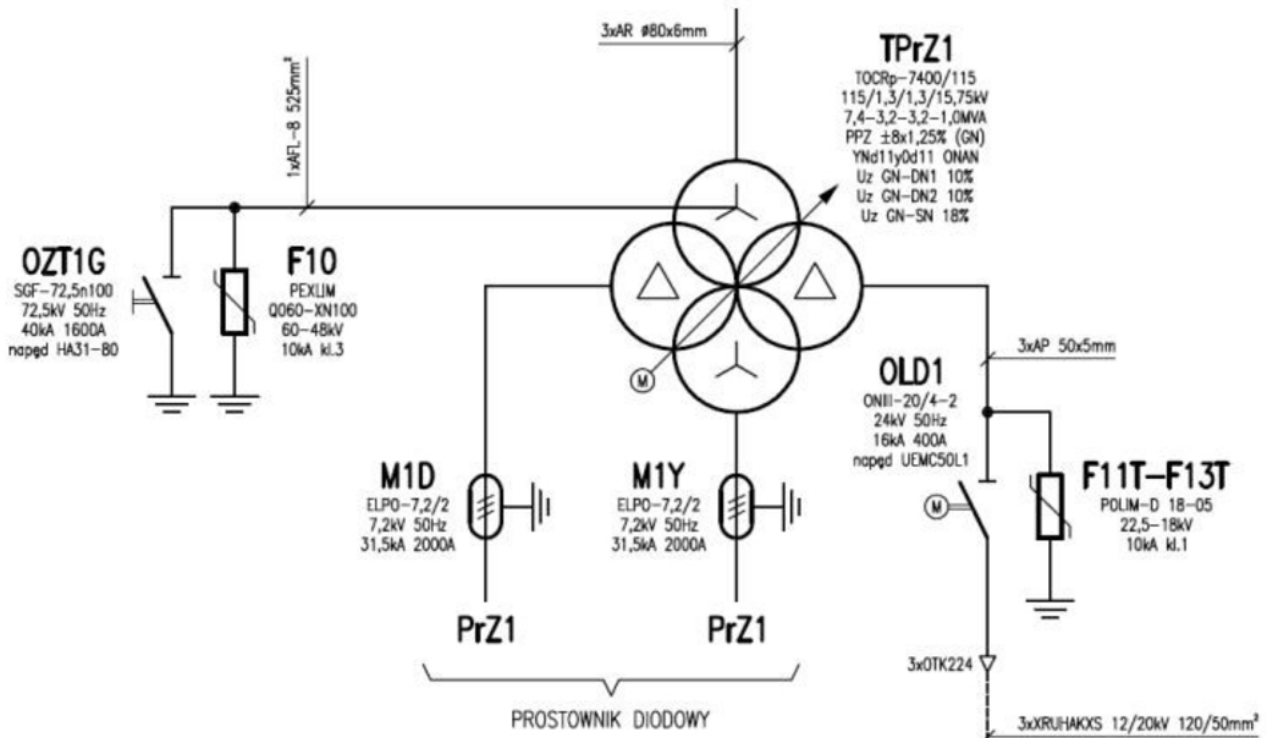 3xAR Ø80x6mm
TPrZ1
TOCRp-7400/115
115/1,3/1,3/15,75kV
7,4-3,2-3,2-1,0MVA
PPZ ±8x1,25% (GN)
YNd11y0d11 ONAN
Uz GN-DN1 10%
Uz GN-DN2 10%
Uz GN-SN 18%
1xAFL-8 525mm²
OZT1G
SGF-72,5n100
72,5kV 50Hz
40kA 1600A
napęd HA31-80
F10
PEXLIM
Q060-XN100
60-48kV
10kA kl.3
M
3xAP 50x5mm
OLD1
ONIII-20/4-2
24kV 50Hz
16kA 400A
napęd UEMC50L1
M
F11T-F13T
POLIM-D 18-05
22,5-18kV
10kA kl.1
M1D
ELPO-7,2/2
7,2kV 50Hz
31,5kA 2000A
M1Y
ELPO-7,2/2
7,2kV 50Hz
31,5kA 2000A
PrZ1
PrZ1
PROSTOWNIK DIODOWY
3xOTK224
3xXRUHAKXS 12/20kV 120/50mm²